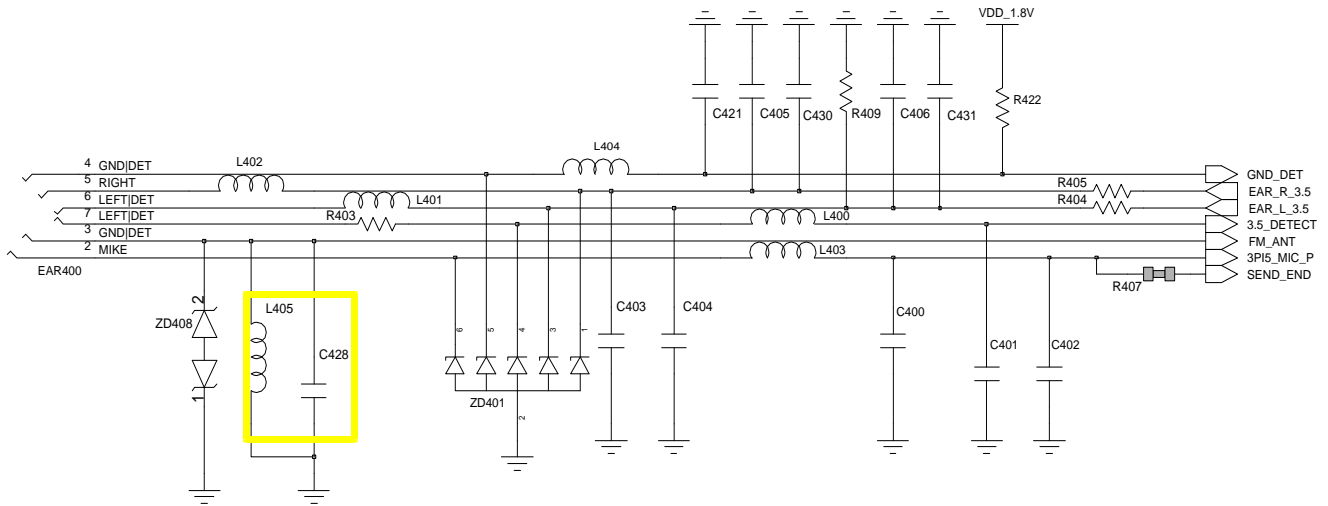 VDD_1.8V
C421
C405
C430
R409
C406
C431
R422
L404
4 GND|DET
L402
GND_DET
5 RIGHT
R405
EAR_R_3.5
6 LEFT|DET
L401
R404
EAR_L_3.5
7 LEFT|DET
R403
L400
3.5_DETECT
3 GND|DET
FM_ANT
2 MIKE
L403
3PI5_MIC_P
EAR400
R407
SEND_END
2
ZD408
1
L405
C428
6
5
4
3
1
ZD401
2
C403
C404
C400
C401
C402